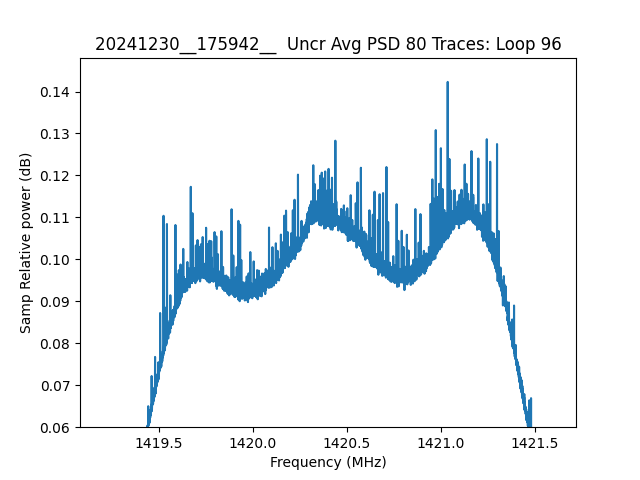 20241230__175942__  Uncr Avg PSD 80 Traces: Loop 96
0.14
0.13
0.12
0.11
0.10
0.09
0.08
0.07
0.06
Samp Relative power (dB)
1419.5 1420.0 1420.5 1421.0 1421.5
Frequency (MHz)